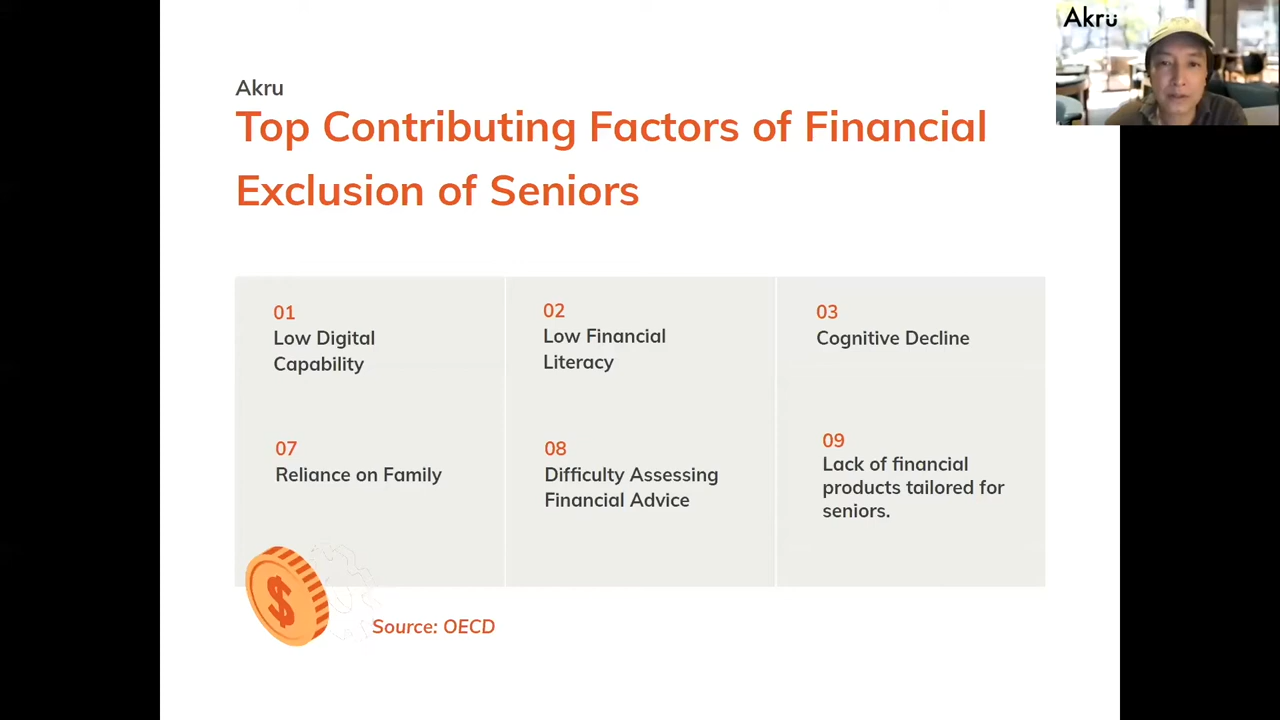 Akru
Akru
Top Contributing Factors of Financial
Exclusion of Seniors
01
Low Digital
Capability
02
Low Financial
Literacy
03
Cognitive Decline
07
Reliance on Family
08
Difficulty Assessing
Financial Advice
09
Lack of financial
products tailored for
seniors.
$
Source: OECD